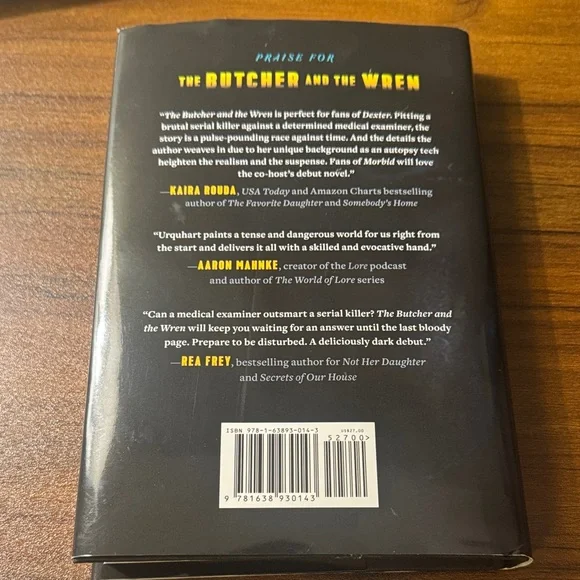 PRAISE FOR
THE BUTCHER AND THE WREN
“The Butcher and the Wren is perfect for fans of Dexter. Pitting a
brutal serial killer against a determined medical examiner, the
story is a pulse-pounding race against time. And the details the
author weaves in due to her unique background as an autopsy tech
heighten the realism and the suspense. Fans of Morbid will love
the co-host’s debut novel.”
—KAIRA ROUDA, USA Today and Amazon Charts bestselling
author of The Favorite Daughter and Somebody’s Home
“Urquhart paints a tense and dangerous world for us right from
the start and delivers it all with a skilled and evocative hand.”
—AARON MAHNKE, creator of the Lore podcast
and author of The World of Lore series
“Can a medical examiner outsmart a serial killer? The Butcher and
the Wren will keep you waiting for an answer until the last bloody
page. Prepare to be disturbed. A deliciously dark debut.”
—REA FREY, bestselling author for Not Her Daughter
and Secrets of Our House
ISBN 978-1-63893-014-3 US$27.00
52700>
9 781638 930143